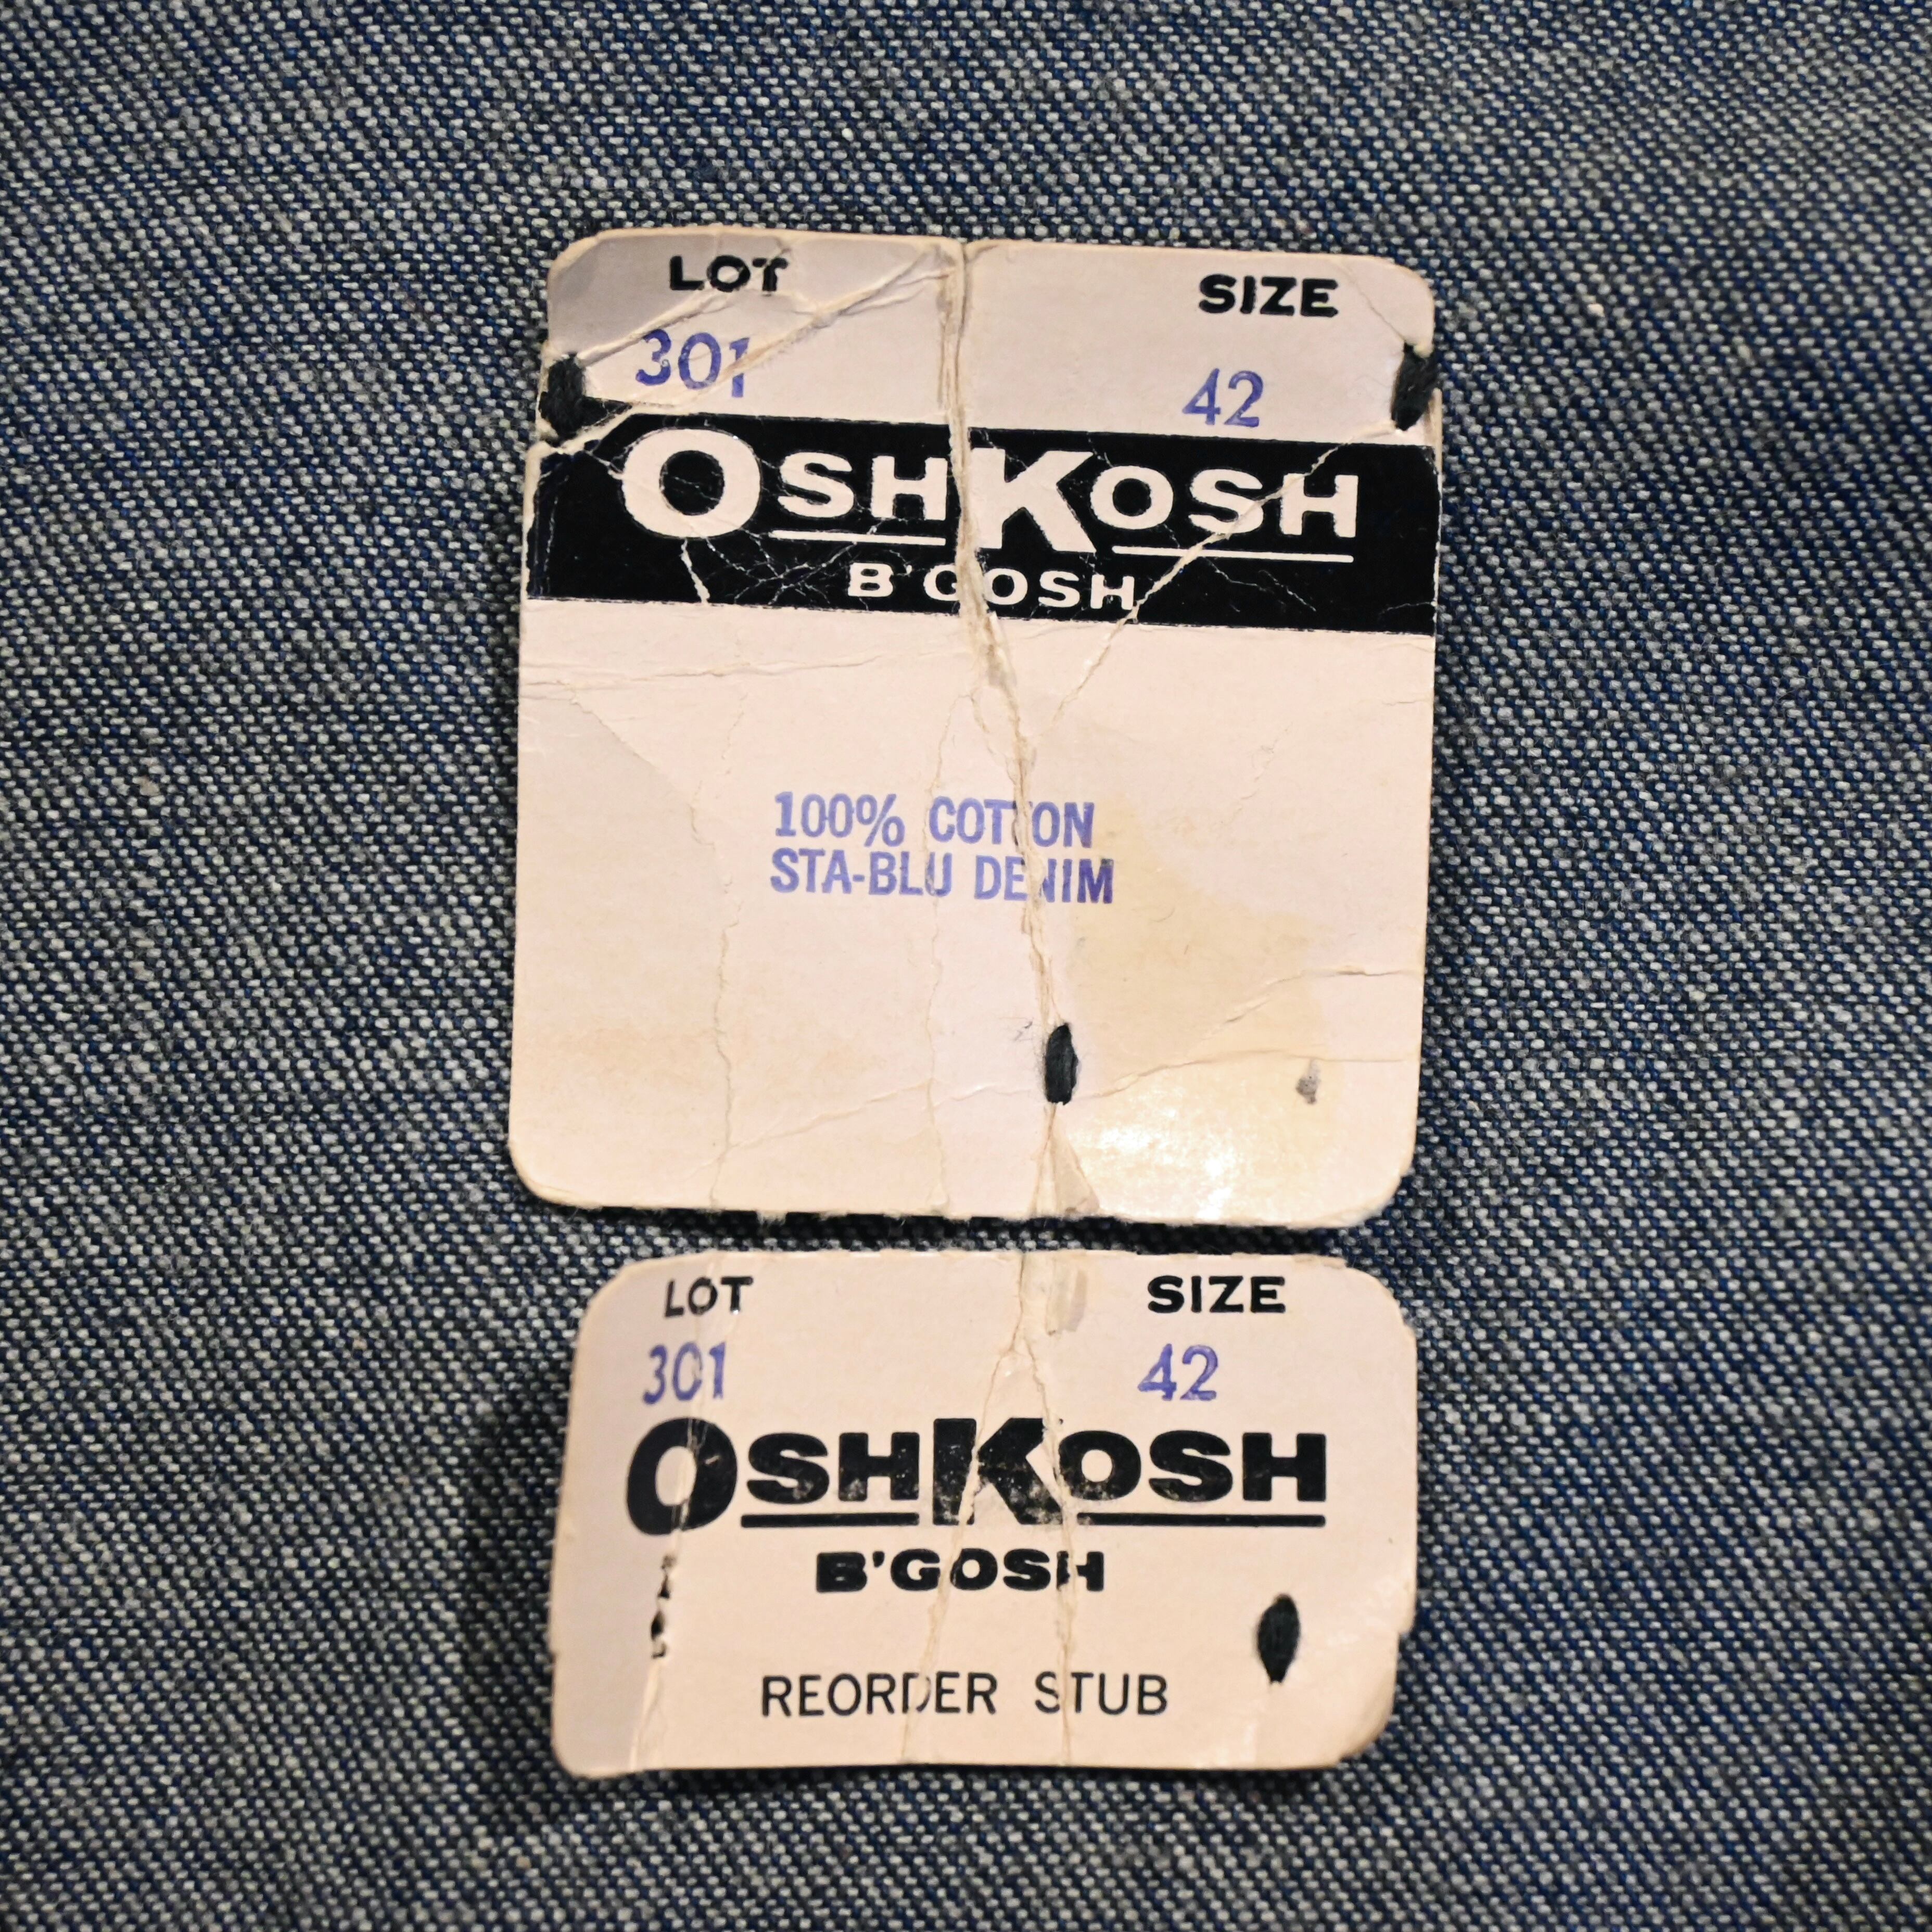 LOT SIZE
301 42
OSHKOSH
B'GOSH
100% COTTON
STA-BLU DENIM
LOT SIZE
301 42
OSHKOSH
B'GOSH
REORDER STUB